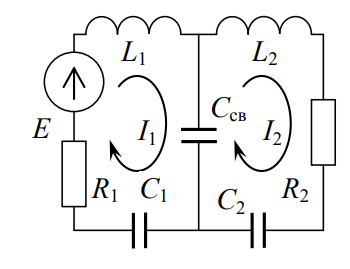 L₁ L₂
E I₁ Cсв I₂
R₁ C₁ C₂ R₂